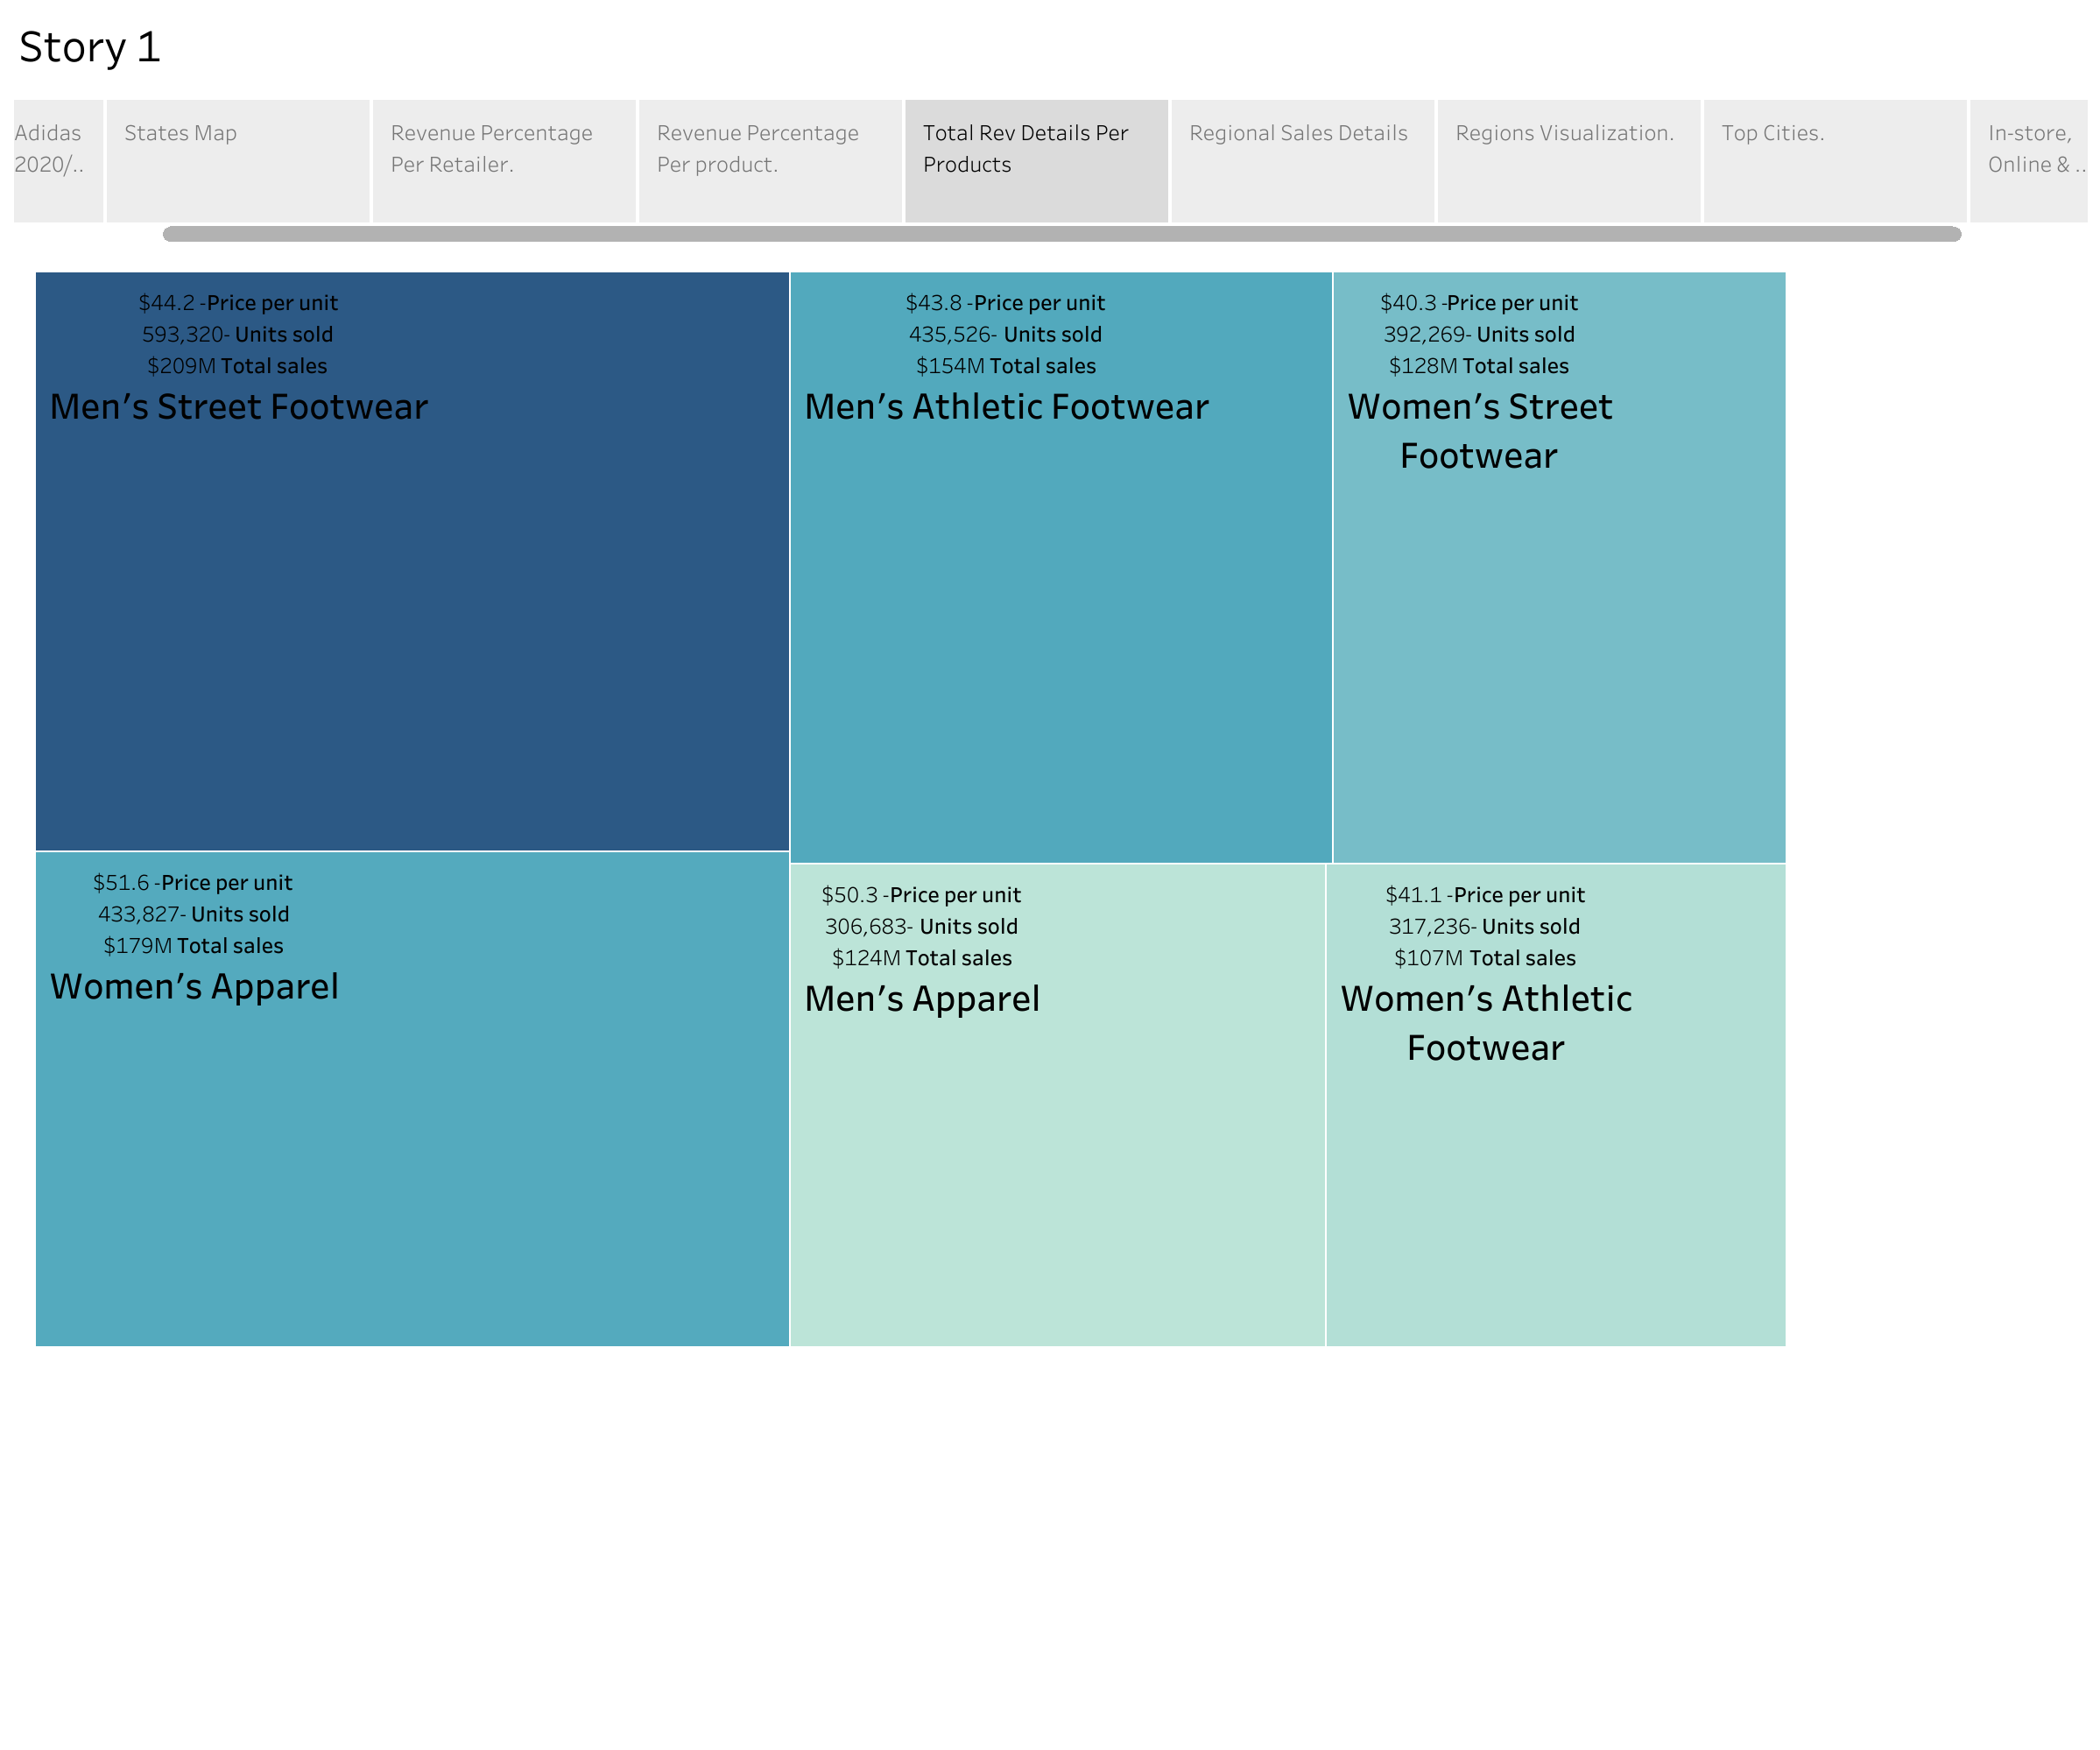 Story 1
Adidas
2020/..
States Map
Revenue Percentage
Per Retailer.
Revenue Percentage
Per product.
Total Rev Details Per
Products
Regional Sales Details
Regions Visualization.
Top Cities.
In-store,
Online & ..
$44.2 -Price per unit
593,320- Units sold
$209M Total sales
Men's Street Footwear
$43.8 -Price per unit
435,526- Units sold
$154M Total sales
Men's Athletic Footwear
$40.3 -Price per unit
392,269- Units sold
$128M Total sales
Women's Street
Footwear
$51.6 -Price per unit
433,827- Units sold
$179M Total sales
Women's Apparel
$50.3 -Price per unit
306,683- Units sold
$124M Total sales
Men's Apparel
$41.1 -Price per unit
317,236- Units sold
$107M Total sales
Women's Athletic
Footwear